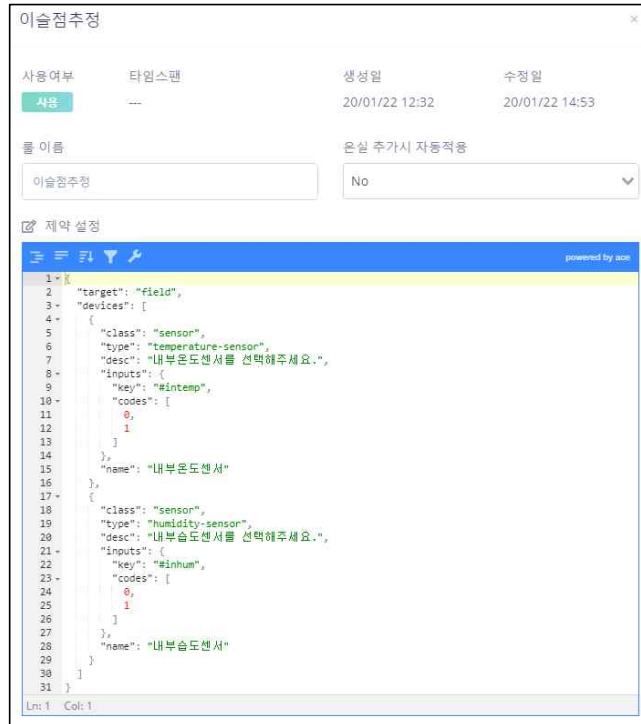 이슬점추정 ×
사용여부 타임스팬 생성일 수정일
사용 --- 20/01/22 12:32 20/01/22 14:53
룰 이름 온실 추가시 자동적용
이슬점추정 No
제약 설정
powered by ace
1 {
2 "target": "field",
3 "devices": [
4 {
5 "class": "sensor",
6 "type": "temperature-sensor",
7 "desc": "내부온도센서를 선택해주세요.",
8 "inputs": {
9 "key": "#intemp",
10 "codes": [
11 0,
12 1
13 ]
14 },
15 "name": "내부온도센서"
16 },
17 {
18 "class": "sensor",
19 "type": "humidity-sensor",
20 "desc": "내부습도센서를 선택해주세요.",
21 "inputs": {
22 "key": "#inhum",
23 "codes": [
24 0,
25 1
26 ]
27 },
28 "name": "내부습도센서"
29 }
30 ]
31 }
Ln: 1 Col: 1